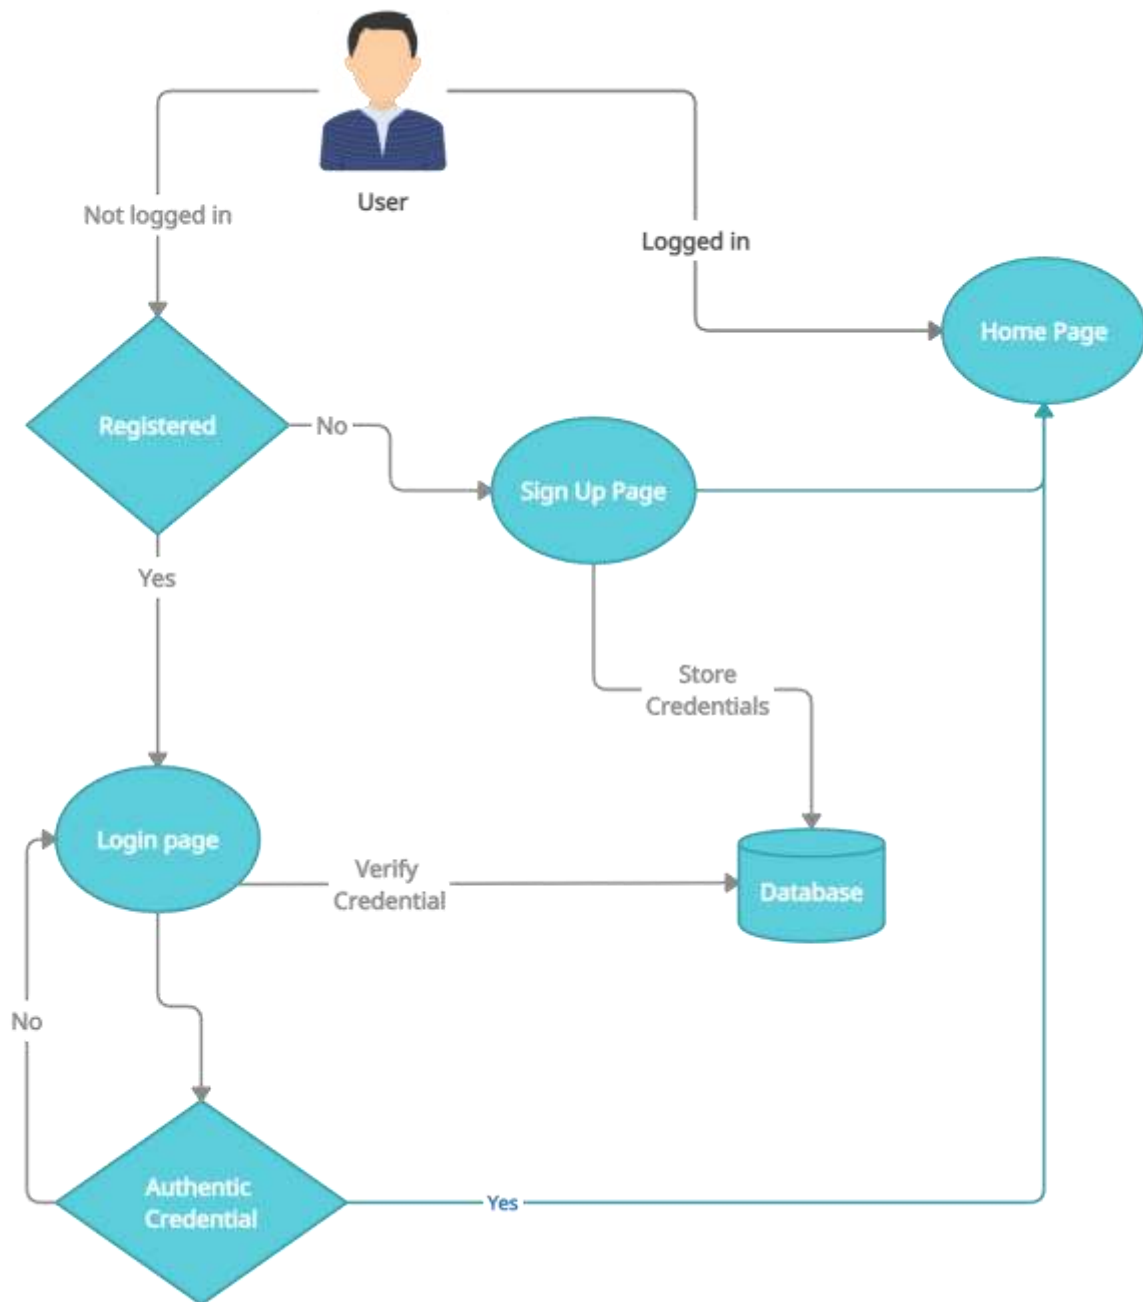 User
Not logged in
Logged in
Home Page
Registered
No
Sign Up Page
Yes
Store
Credentials
Login page
Verify
Credential
Database
No
Authentic
Credential
Yes